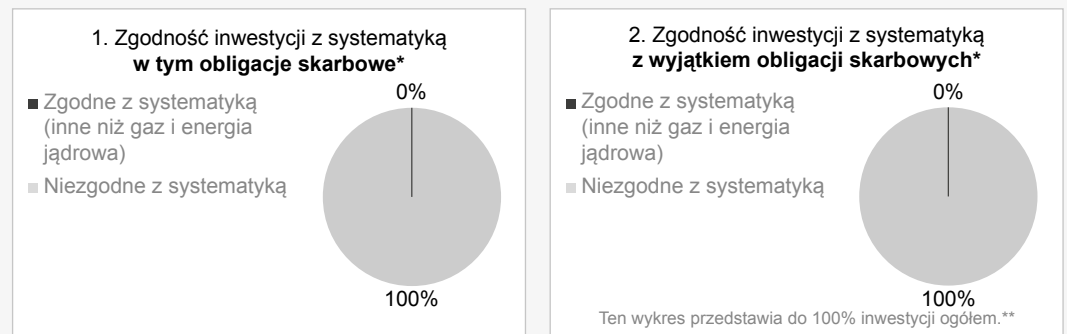 1. Zgodność inwestycji z systematyką
w tym obligacje skarbowe*
Zgodne z systematyką
(inne niż gaz i energia
jądrowa)
Niezgodne z systematyką
0%
100%
2. Zgodność inwestycji z systematyką
z wyjątkiem obligacji skarbowych*
Zgodne z systematyką
(inne niż gaz i energia
jądrowa)
Niezgodne z systematyką
0%
100%
Ten wykres przedstawia do 100% inwestycji ogółem.**